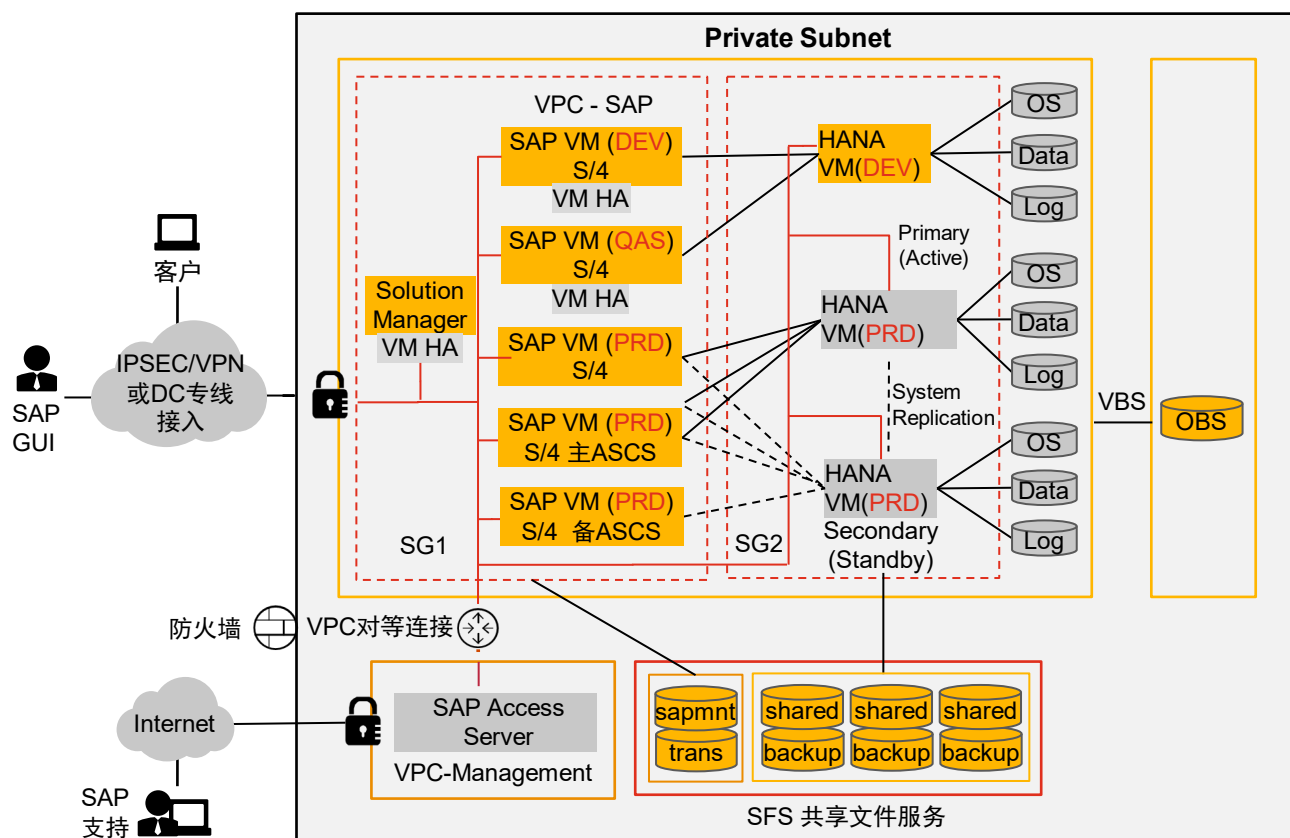 Private Subnet
VPC - SAP
SAP VM (DEV)
S/4
VM HA
SAP VM (QAS)
S/4
VM HA
Solution
Manager
VM HA
SAP VM (PRD)
S/4
SAP VM (PRD)
S/4 主ASCS
SAP VM (PRD)
S/4 备ASCS
SG1
HANA
VM(DEV)
Primary
(Active)
HANA
VM(PRD)
System
Replication
HANA
VM(PRD)
Secondary
(Standby)
SG2
OS
Data
Log
OS
Data
Log
OS
Data
Log
VBS
OBS
客户
IPSEC/VPN
或DC专线
接入
SAP
GUI
防火墙
VPC对等连接
Internet
SAP
支持
SAP Access
Server
VPC-Management
sapmnt
trans
shared
backup
shared
backup
shared
backup
SFS 共享文件服务